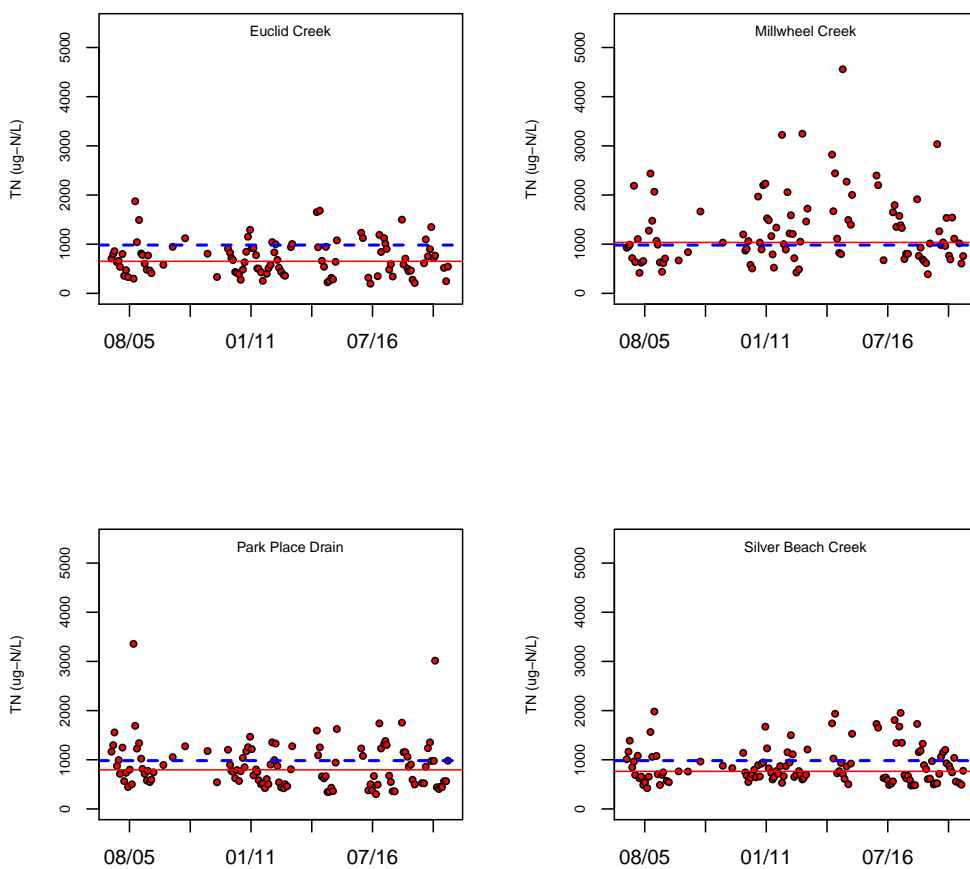 Euclid Creek
TN (ug−N/L)
5000
4000
3000
2000
1000
0
08/05 01/11 07/16
Millwheel Creek
TN (ug−N/L)
5000
4000
3000
2000
1000
0
08/05 01/11 07/16
Park Place Drain
TN (ug−N/L)
5000
4000
3000
2000
1000
0
08/05 01/11 07/16
Silver Beach Creek
TN (ug−N/L)
5000
4000
3000
2000
1000
0
08/05 01/11 07/16